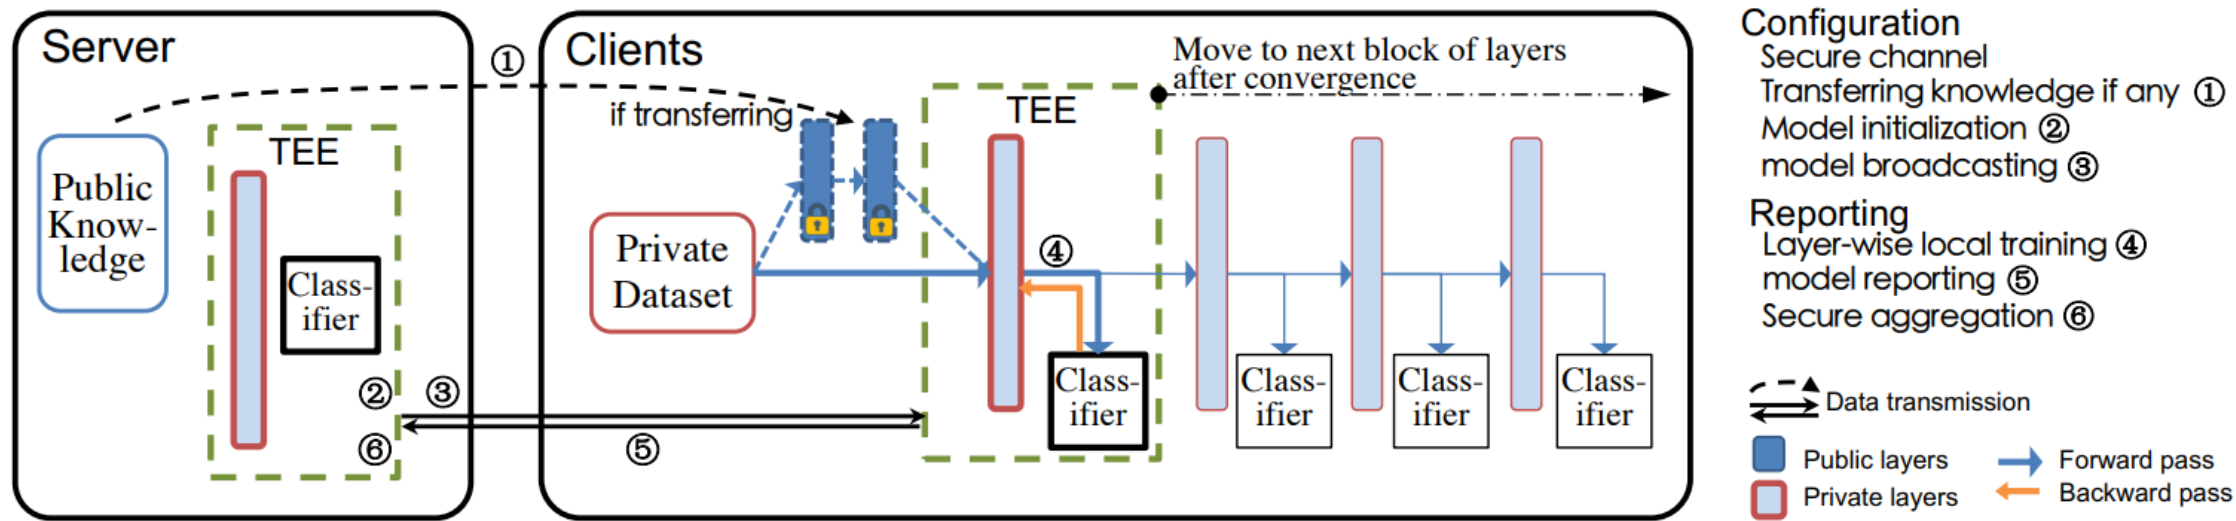 Server
①
Public
Know-
ledge
TEE
Class-
ifier
②
③
⑥
⑤
Clients
if transferring
Private
Dataset
TEE
④
Class-
ifier
Move to next block of layers
after convergence
Class-
ifier
Class-
ifier
Class-
ifier
Configuration
Secure channel
Transferring knowledge if any ①
Model initialization ②
model broadcasting ③
Reporting
Layer-wise local training ④
model reporting ⑤
Secure aggregation ⑥
Data transmission
Public layers
Forward pass
Private layers
Backward pass